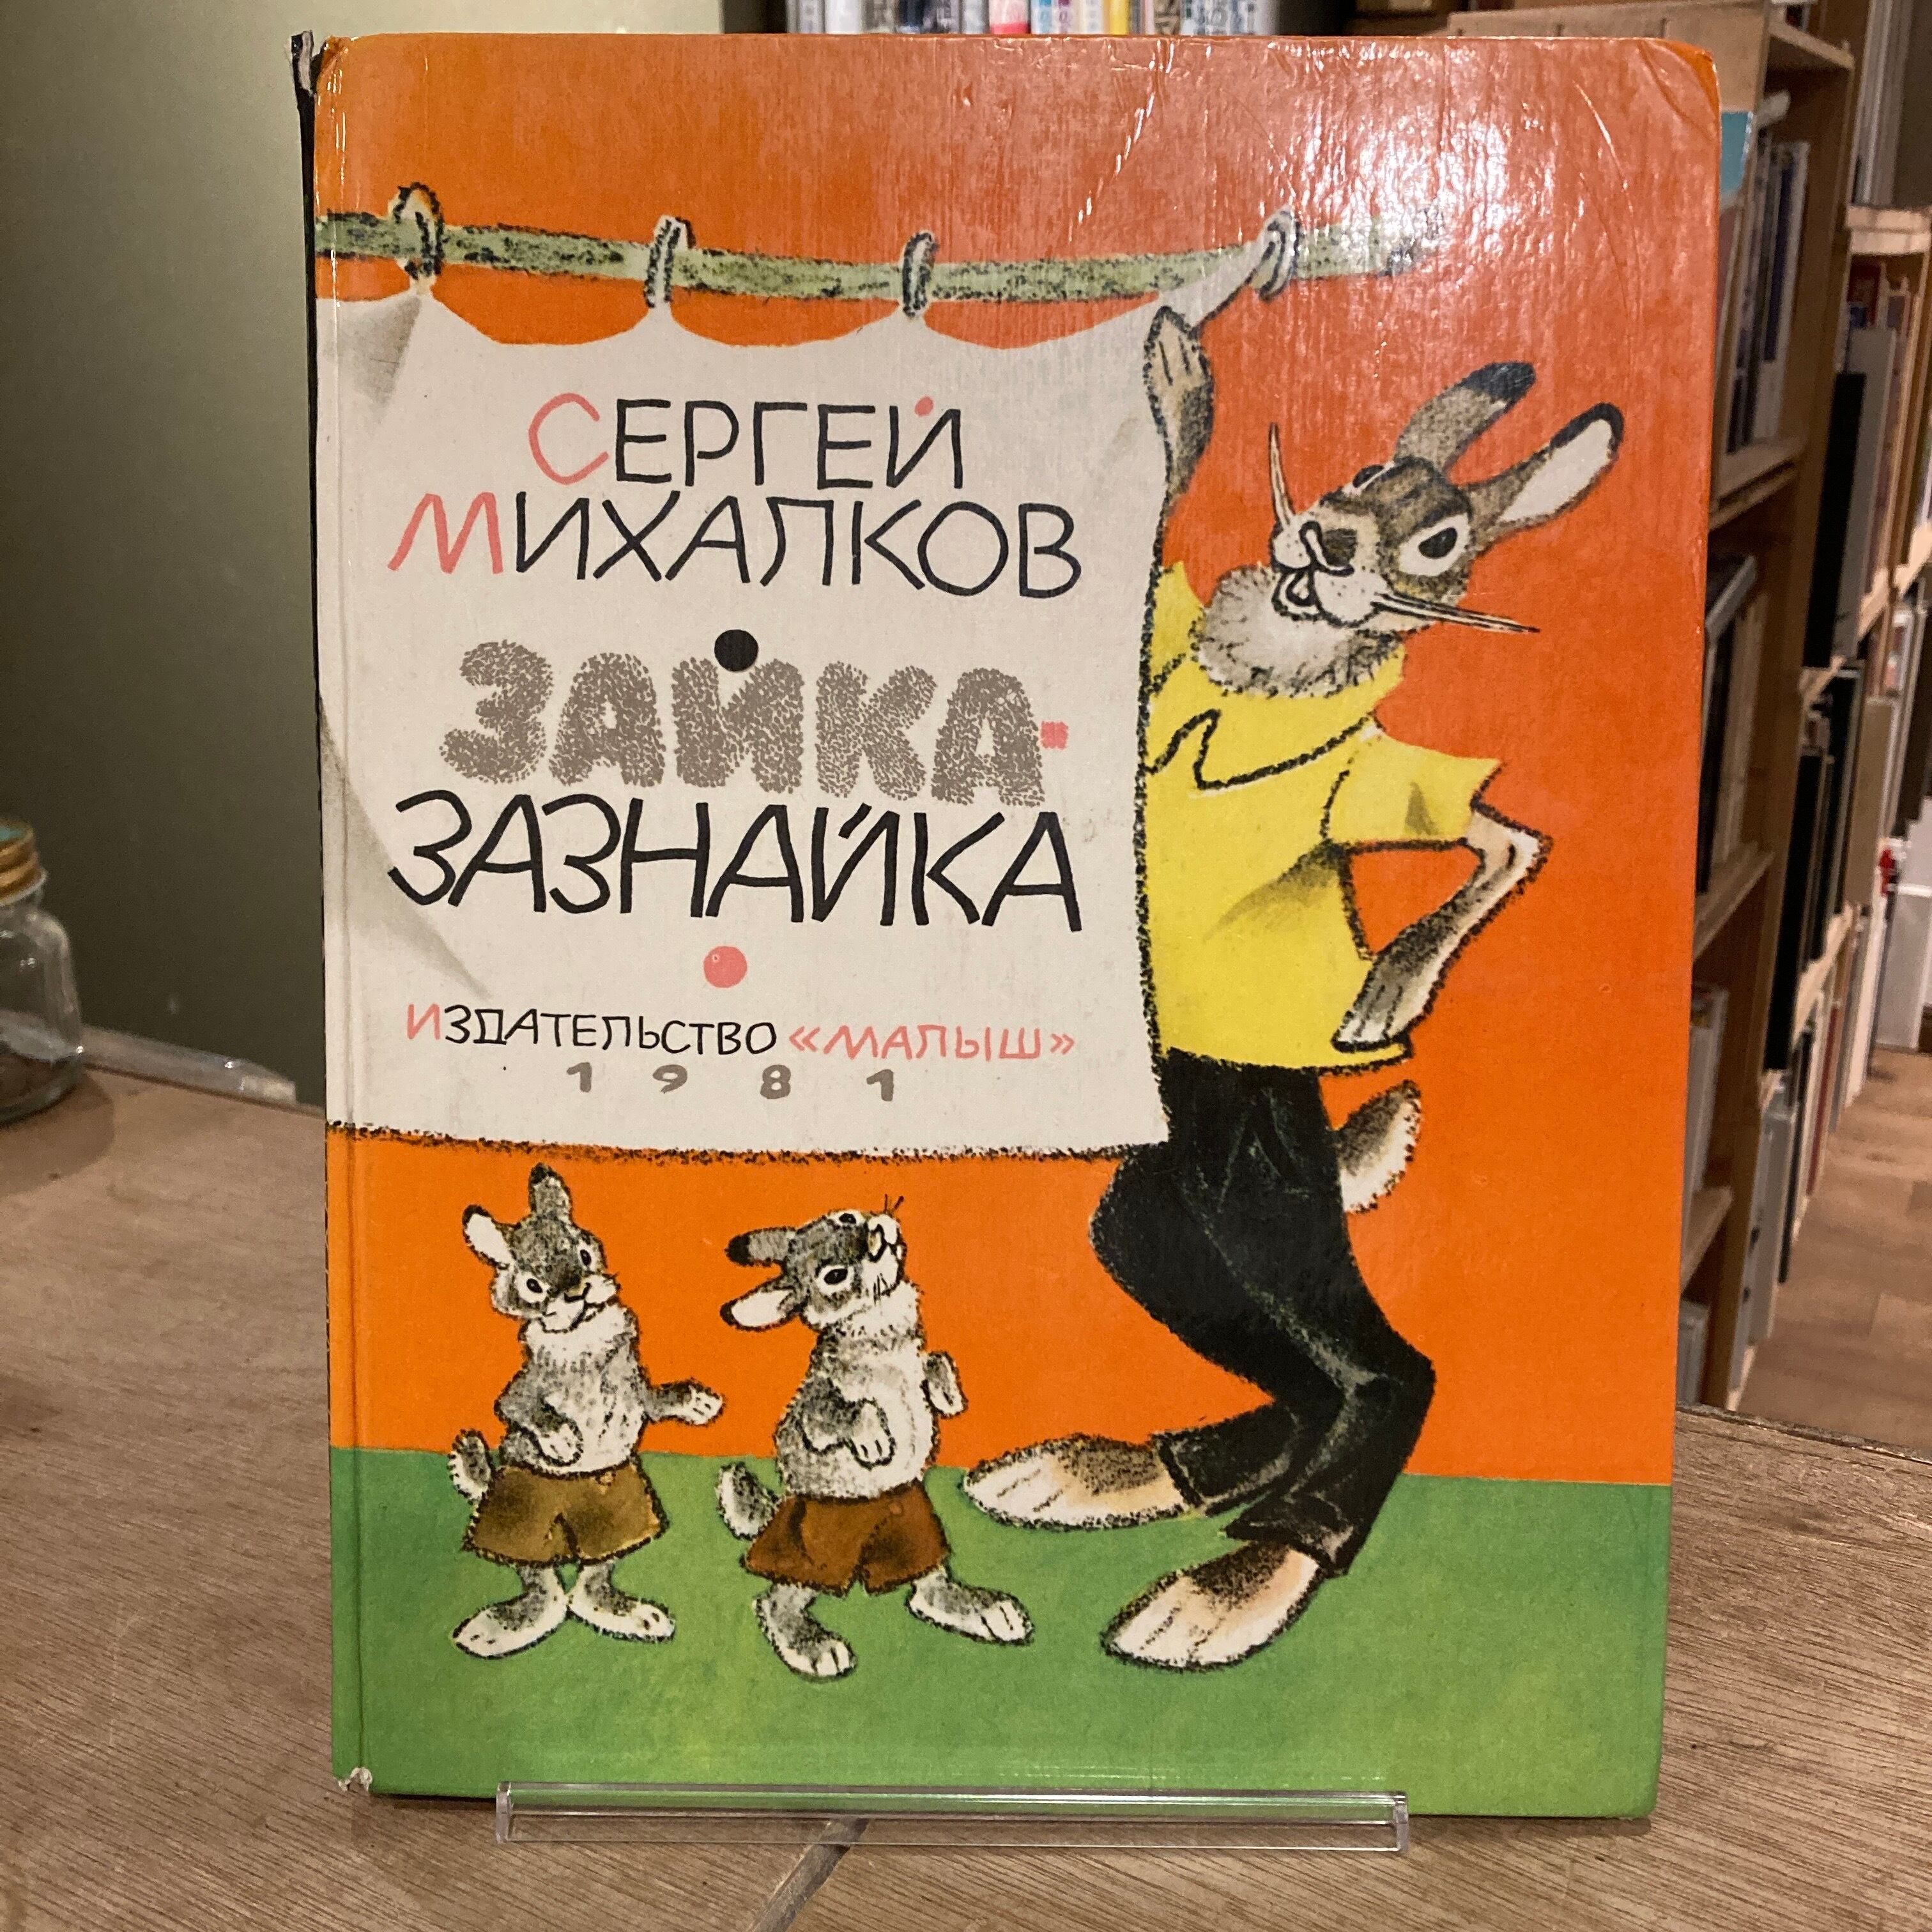 СЕРГЕЙ
МИХАЛКОВ
ЗАЙКА-
ЗАЗНАЙКА
ИЗДАТЕЛЬСТВО «МАЛЫШ»
1981